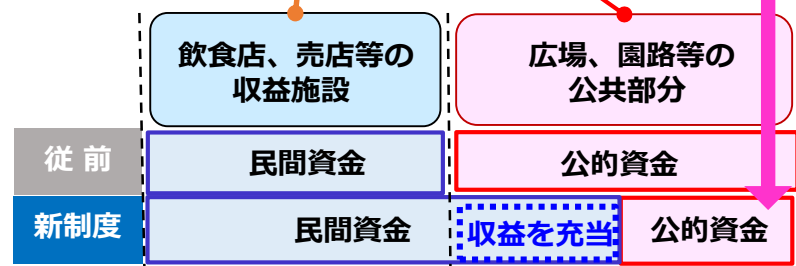 飲食店、売店等の
収益施設
広場、園路等の
公共部分
従 前
民間資金
公的資金
新制度
民間資金
収益を充当
公的資金